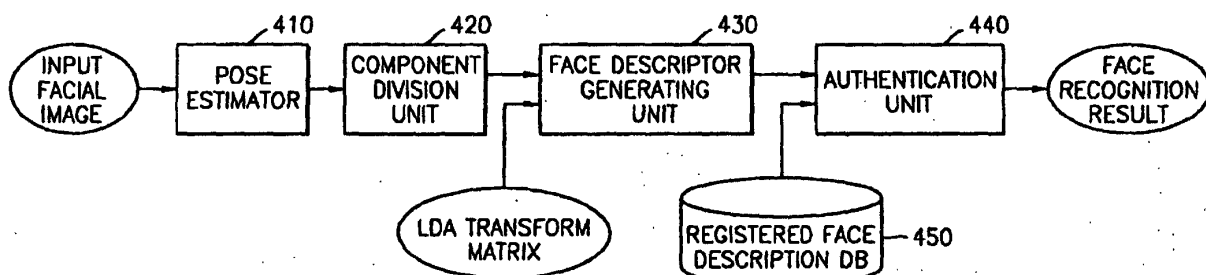 410
420
430
440
INPUT
FACIAL
IMAGE
POSE
ESTIMATOR
COMPONENT
DIVISION
UNIT
FACE DESCRIPTOR
GENERATING
UNIT
AUTHENTICATION
UNIT
FACE
RECOGNITION
RESULT
LDA TRANSFORM
MATRIX
REGISTERED FACE
DESCRIPTION DB
450